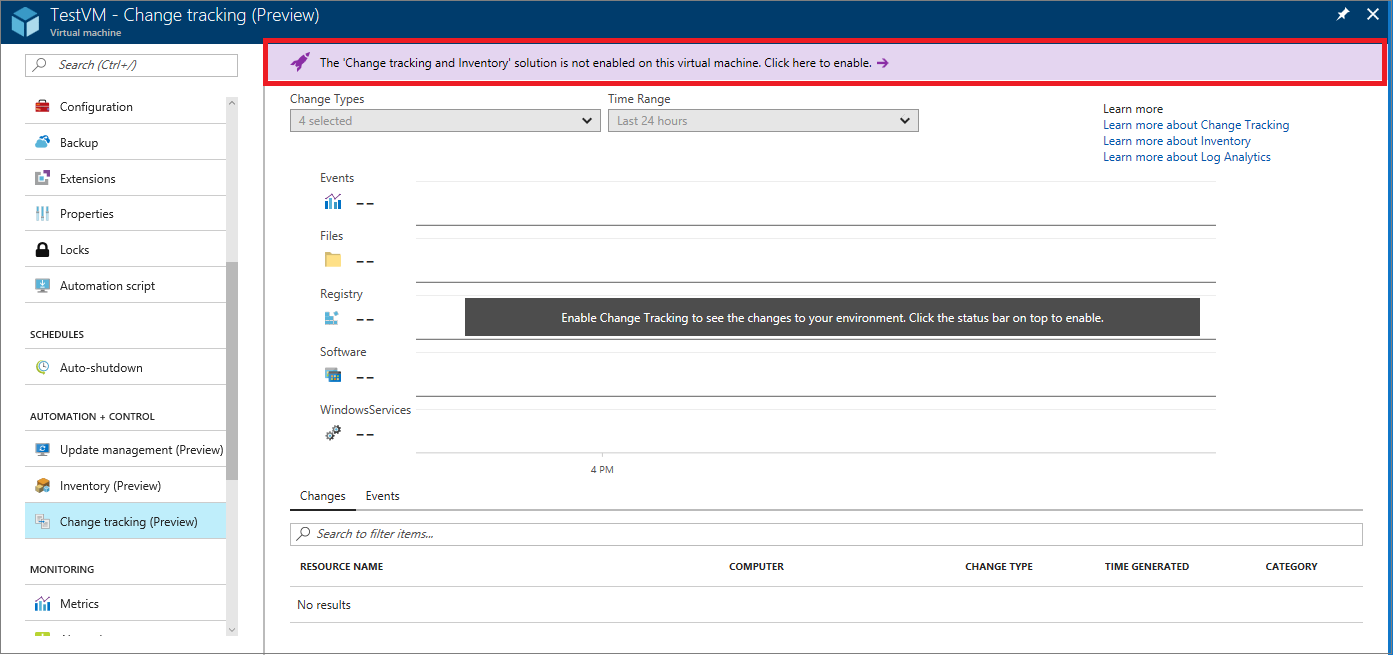 TestVM - Change tracking (Preview)
Virtual machine
Search (Ctrl+/)
Configuration
Backup
Extensions
Properties
Locks
Automation script
SCHEDULES
Auto-shutdown
AUTOMATION + CONTROL
Update management (Preview)
Inventory (Preview)
Change tracking (Preview)
MONITORING
Metrics
The 'Change tracking and Inventory' solution is not enabled on this virtual machine. Click here to enable. →
Change Types
4 selected
Time Range
Last 24 hours
Learn more
Learn more about Change Tracking
Learn more about Inventory
Learn more about Log Analytics
Events
--
Files
--
Registry
--
Enable Change Tracking to see the changes to your environment. Click the status bar on top to enable.
Software
--
WindowsServices
--
4 PM
Changes Events
Search to filter items...
RESOURCE NAME COMPUTER CHANGE TYPE TIME GENERATED CATEGORY
No results